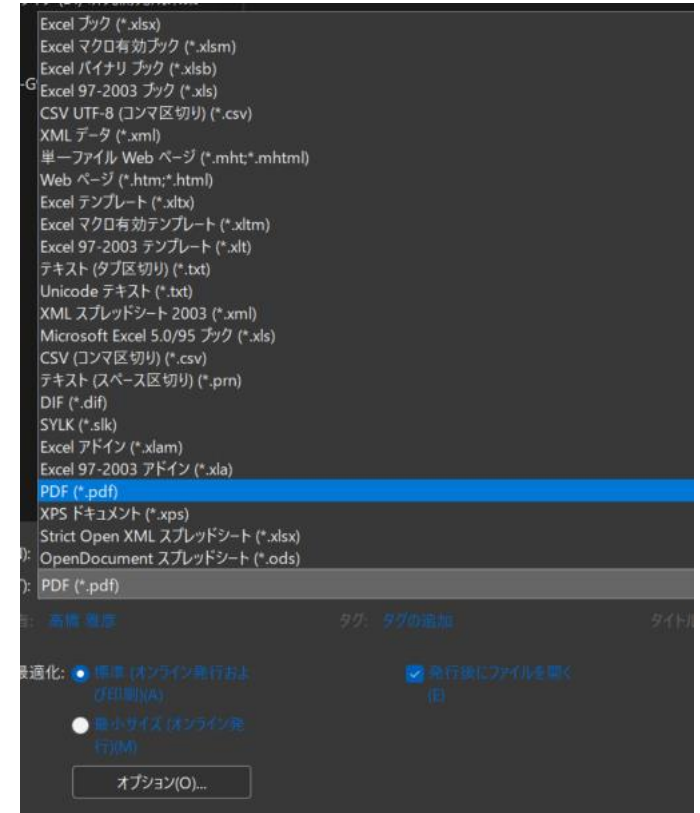 Excel ブック (*.xlsx)
Excel マクロ有効ブック (*.xlsm)
Excel バイナリ ブック (*.xlsb)
-G
Excel 97-2003 ブック (*.xls)
CSV UTF-8 (コンマ区切り) (*.csv)
XML データ (*.xml)
単一ファイル Web ページ (*.mht;*.mhtml)
Web ページ (*.htm;*.html)
Excel テンプレート (*.xltx)
Excel マクロ有効テンプレート (*.xltm)
Excel 97-2003 テンプレート (*.xlt)
テキスト (タブ区切り) (*.txt)
Unicode テキスト (*.txt)
XML スプレッドシート 2003 (*.xml)
Microsoft Excel 5.0/95 ブック (*.xls)
CSV (コンマ区切り) (*.csv)
テキスト (スペース区切り) (*.prn)
DIF (*.dif)
SYLK (*.slk)
Excel アドイン (*.xlam)
Excel 97-2003 アドイン (*.xla)
PDF (*.pdf)
XPS ドキュメント (*.xps)
Strict Open XML スプレッドシート (*.xlsx)
OpenDocument スプレッドシート (*.ods)
PDF (*.pdf)
高橋 雅彦 タグ: タグの追加 タイトル
最適化: 標準 (オンライン発行およ
び印刷)(A)
発行後にファイルを開く
(E)
最小サイズ (オンライン発
行)(M)
オプション(O)...